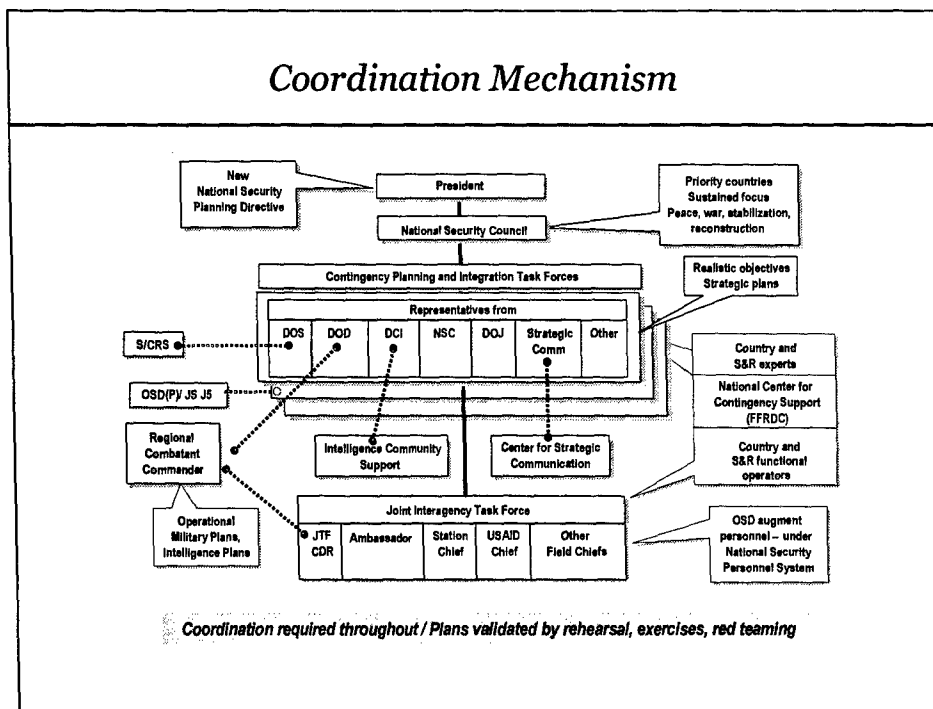 Coordination Mechanism
New
National Security
Planning Directive
President
Priority countries
Sustained focus
Peace, war, stabilization,
reconstruction
National Security Council
Contingency Planning and Integration Task Forces
Realistic objectives
Strategic plans
Representatives from
DOS
DOD
DCI
NSC
DOJ
Strategic
Comm
Other
S/CRS
Country and
S&R experts
OSD(P)/ JS J5
National Center for
Contingency Support
(FFRDC)
Regional
Combatant
Commander
Intelligence Community
Support
Center for Strategic
Communication
Country and
S&R functional
operators
Operational
Military Plans,
Intelligence Plans
Joint Interagency Task Force
JTF
CDR
Ambassador
Station
Chief
USAID
Chief
Other
Field Chiefs
OSD augment
personnel – under
National Security
Personnel System
Coordination required throughout / Plans validated by rehearsal, exercises, red teaming